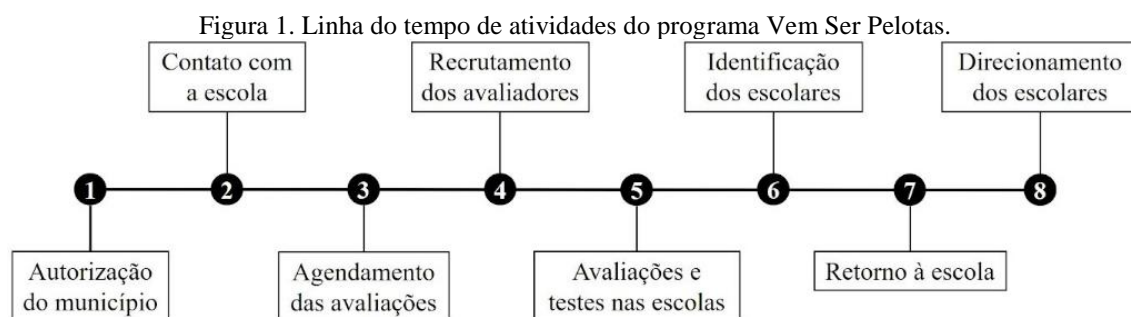 Figura 1. Linha do tempo de atividades do programa Vem Ser Pelotas.
Contato com
a escola
Recrutamento
dos avaliadores
Identificação
dos escolares
Direcionamento
dos escolares
1 2 3 4 5 6 7 8
Autorização
do município
Agendamento
das avaliações
Avaliações e
testes nas escolas
Retorno à escola